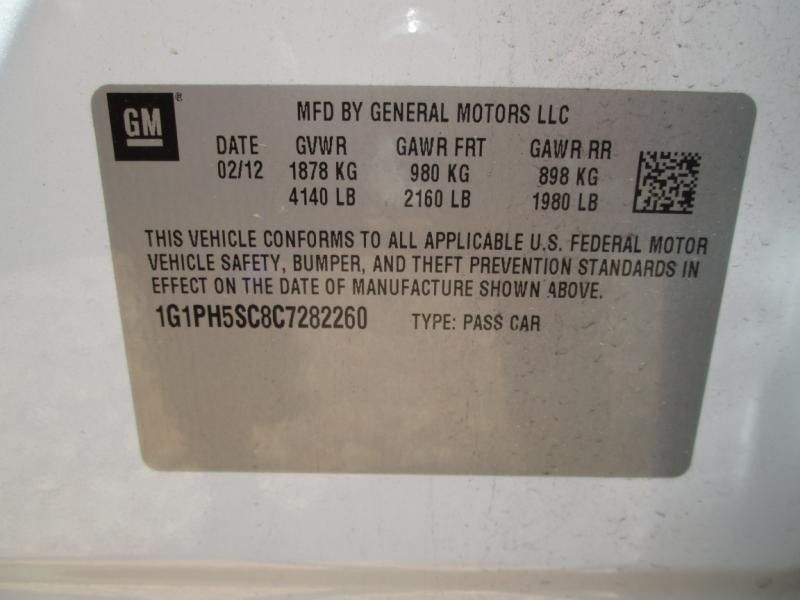 GM ®
MFD BY GENERAL MOTORS LLC
DATE GVWR GAWR FRT GAWR RR
02/12 1878 KG 980 KG 898 KG
4140 LB 2160 LB 1980 LB
THIS VEHICLE CONFORMS TO ALL APPLICABLE U.S. FEDERAL MOTOR
VEHICLE SAFETY, BUMPER, AND THEFT PREVENTION STANDARDS IN
EFFECT ON THE DATE OF MANUFACTURE SHOWN ABOVE.
1G1PH5SC8C7282260 TYPE: PASS CAR